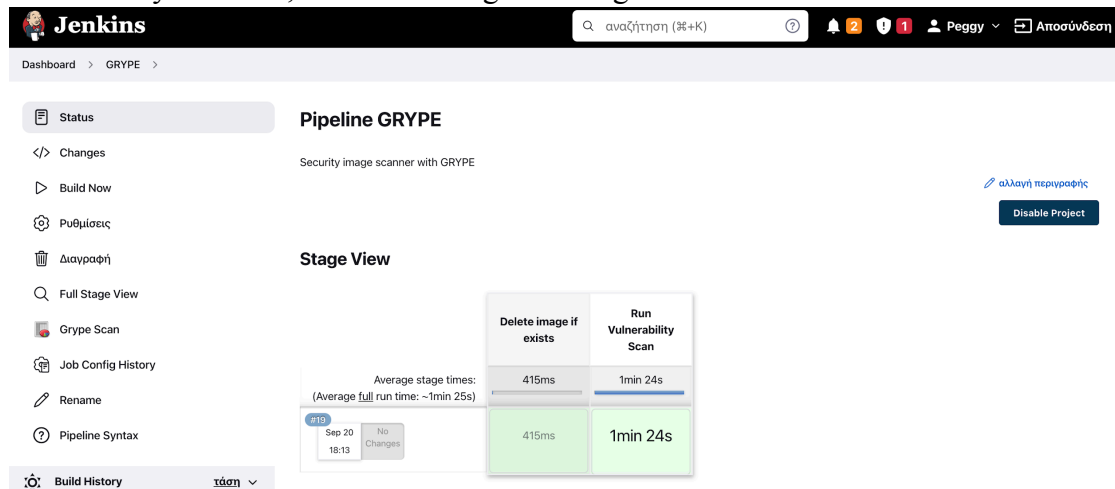 Jenkins
αναζήτηση (⌘+K)
2
1
Peggy
Αποσύνδεση
Dashboard > GRYPE >
Status
Changes
Build Now
Ρυθμίσεις
Διαγραφή
Full Stage View
Grype Scan
Job Config History
Rename
Pipeline Syntax
Build History
τάση
Pipeline GRYPE
Security image scanner with GRYPE
αλλαγή περιγραφής
Disable Project
Stage View
Delete image if
exists
Run
Vulnerability
Scan
Average stage times:
(Average full run time: ~1min 25s)
415ms
1min 24s
#19
Sep 20
18:13
No
Changes
415ms
1min 24s